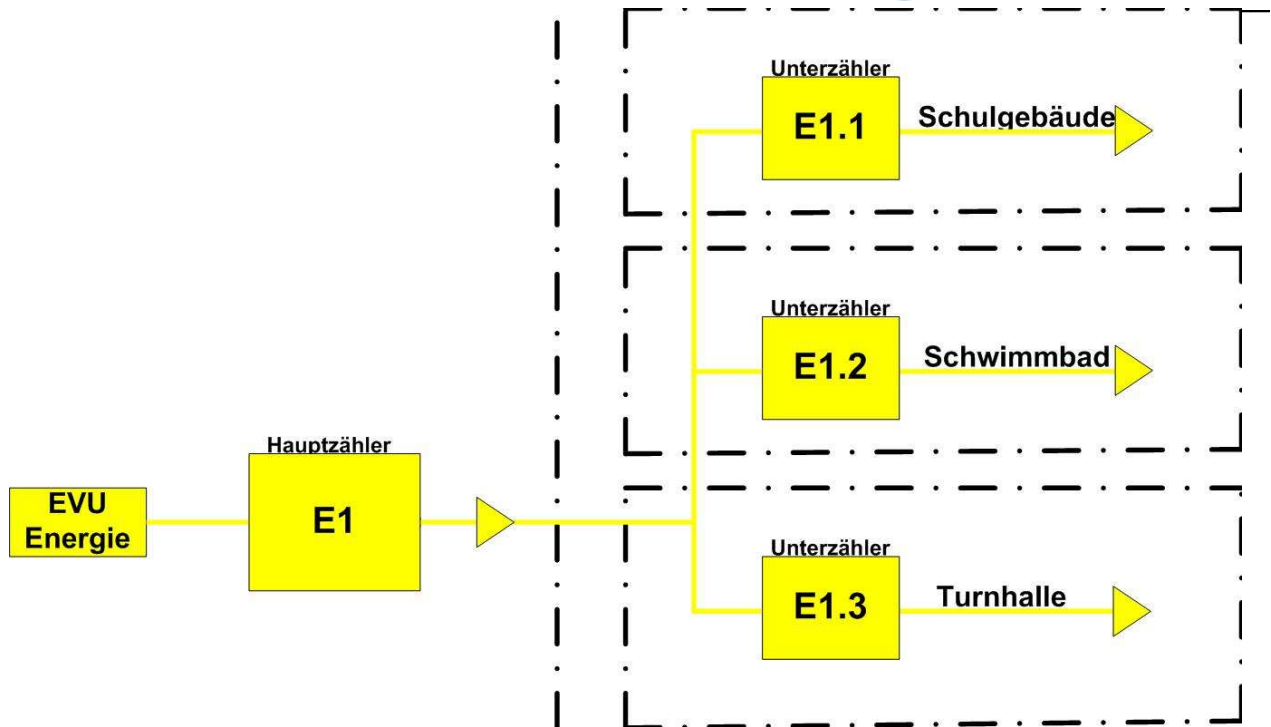 Unterzähler
E1.1
Schulgebäude
Unterzähler
E1.2
Schwimmbad
Hauptzähler
E1
EVU
Energie
Unterzähler
E1.3
Turnhalle